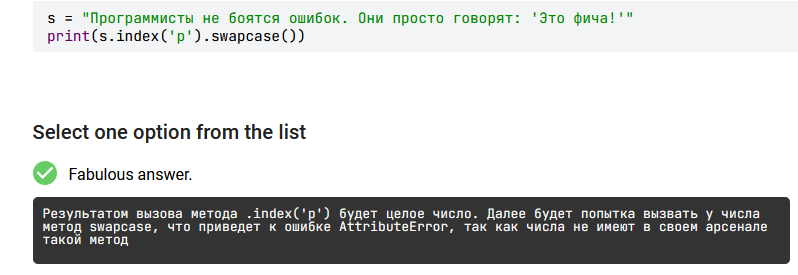 s = "Программисты не боятся ошибок. Они просто говорят: 'Это фича!'"
print(s.index('р').swapcase())
Select one option from the list
Fabulous answer.
Результатом вызова метода .index('р') будет целое число. Далее будет попытка вызвать у числа
метод swapcase, что приведет к ошибке AttributeError, так как числа не имеют в своем арсенале
такой метод